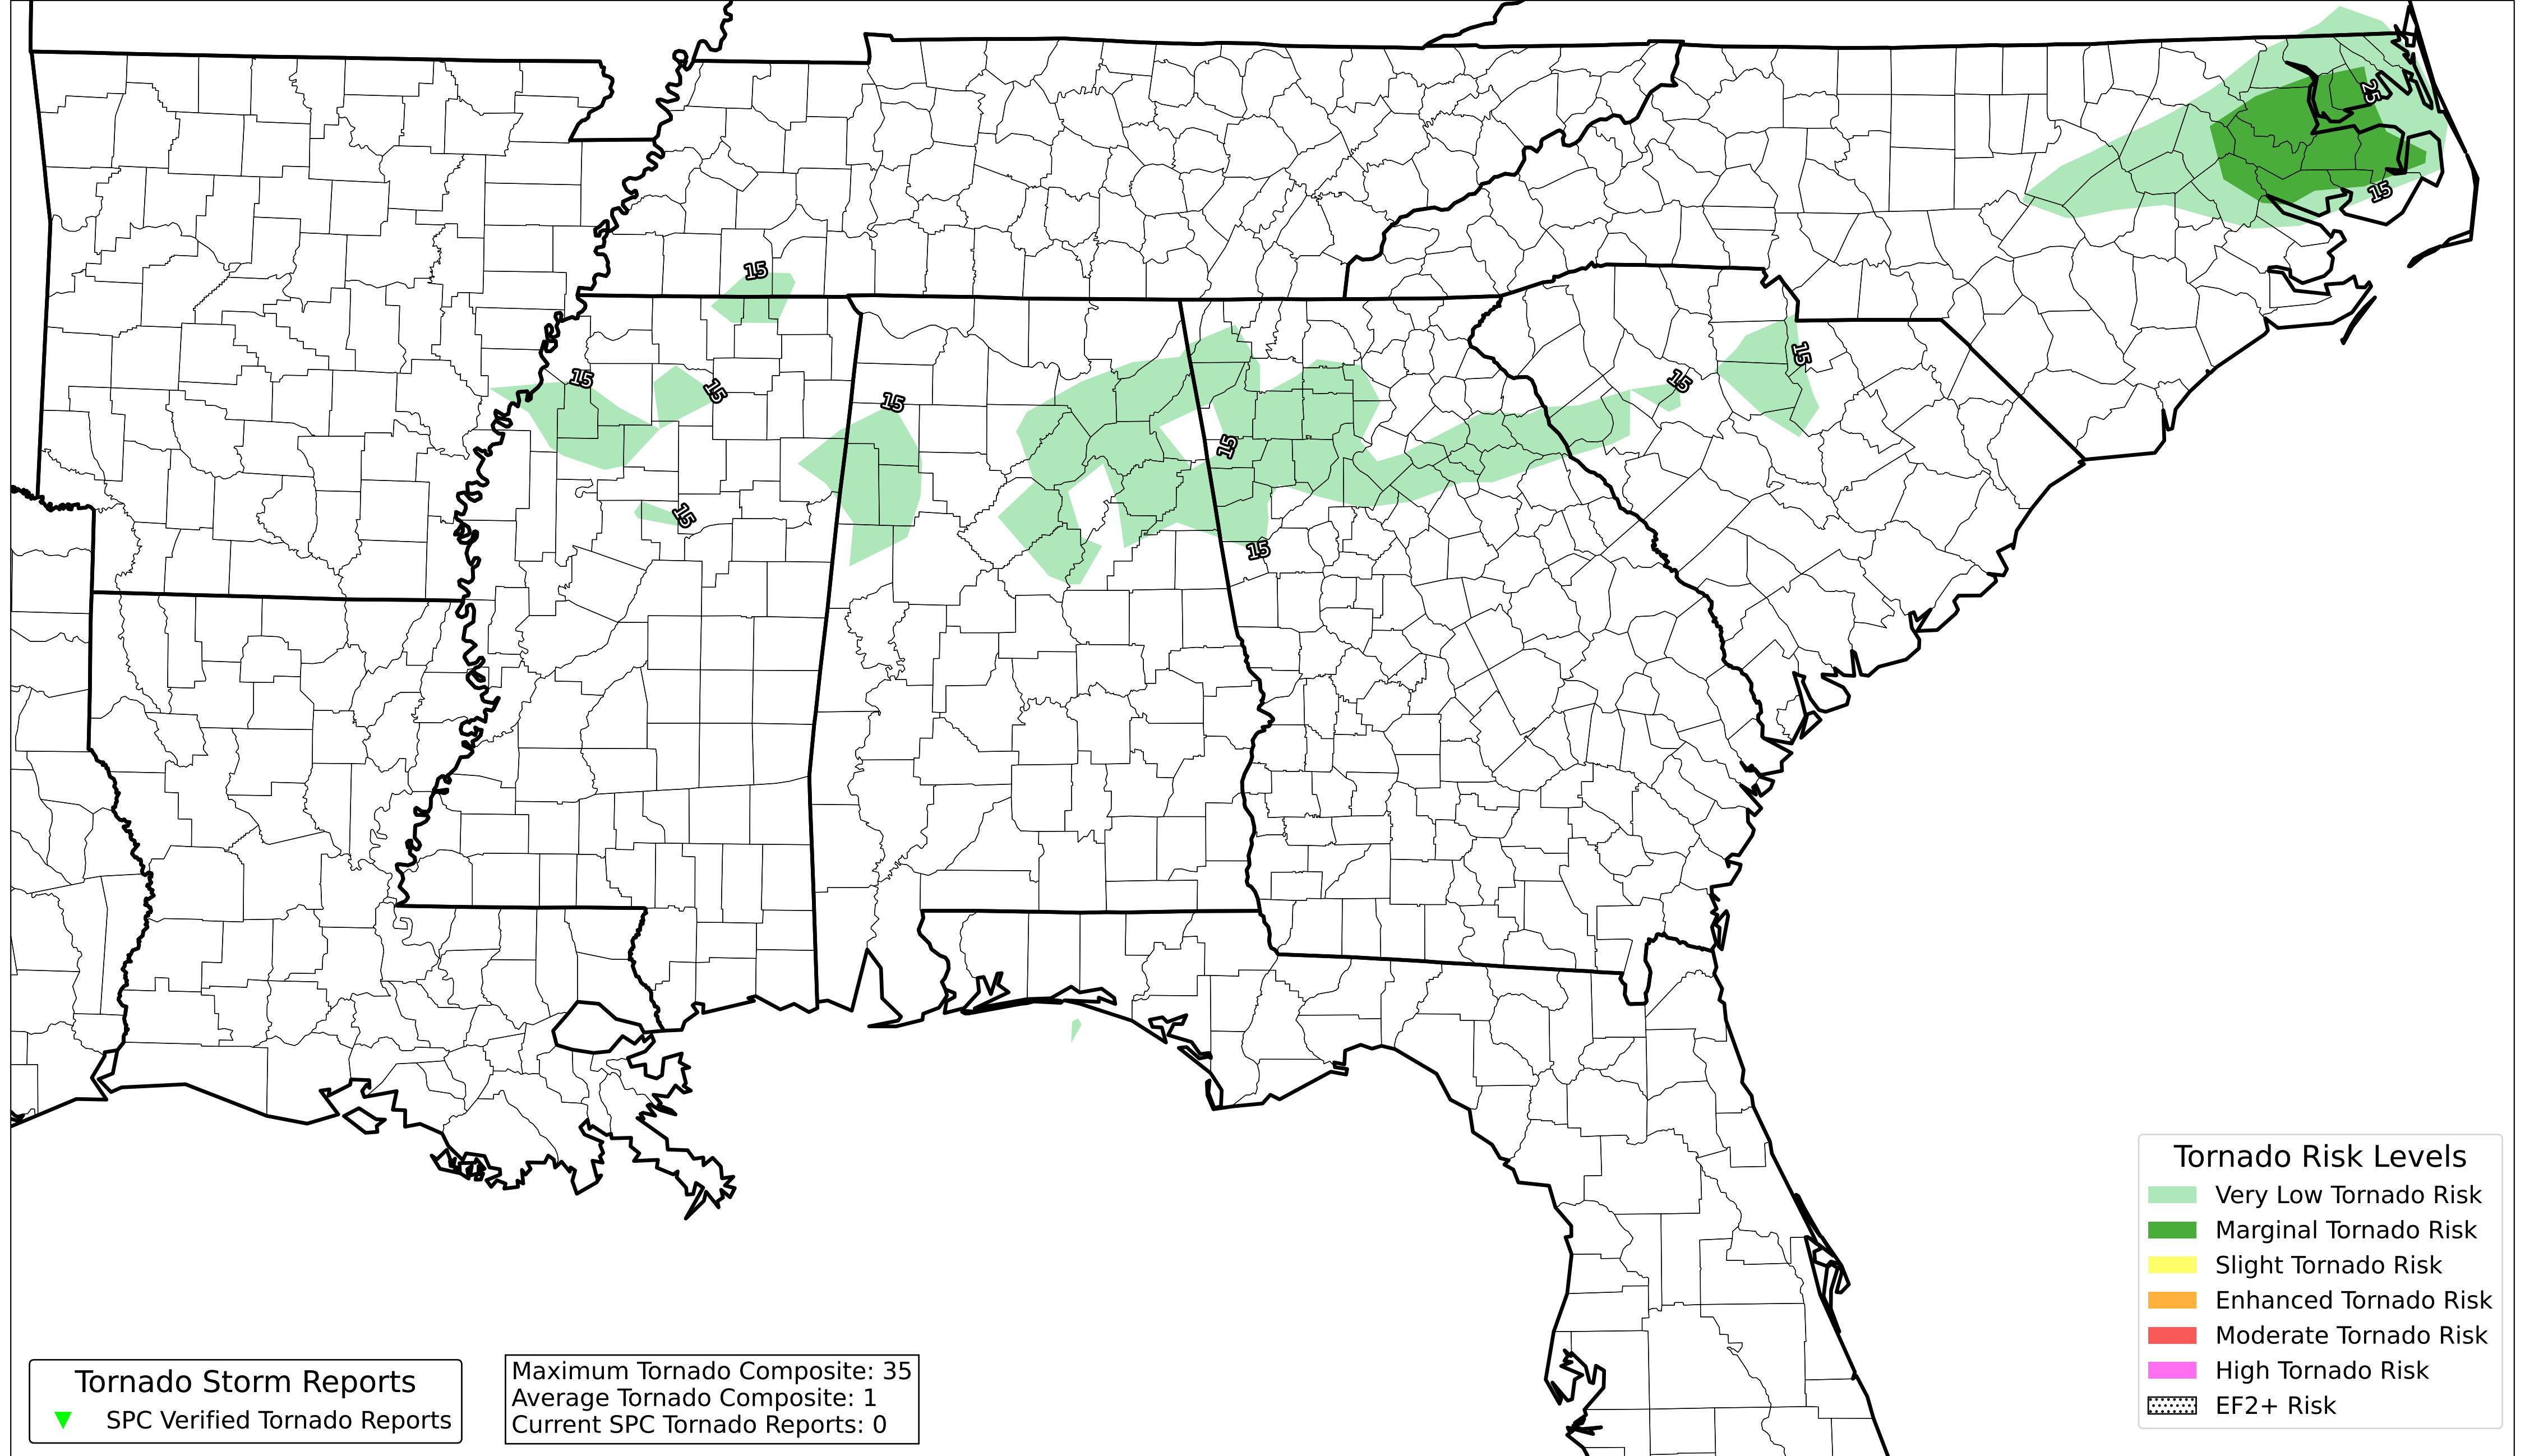 25
15
15
15
15
15
15
15
15
15
15
Tornado Risk Levels
Very Low Tornado Risk
Marginal Tornado Risk
Slight Tornado Risk
Enhanced Tornado Risk
Moderate Tornado Risk
High Tornado Risk
EF2+ Risk
Tornado Storm Reports
SPC Verified Tornado Reports
Maximum Tornado Composite: 35
Average Tornado Composite: 1
Current SPC Tornado Reports: 0